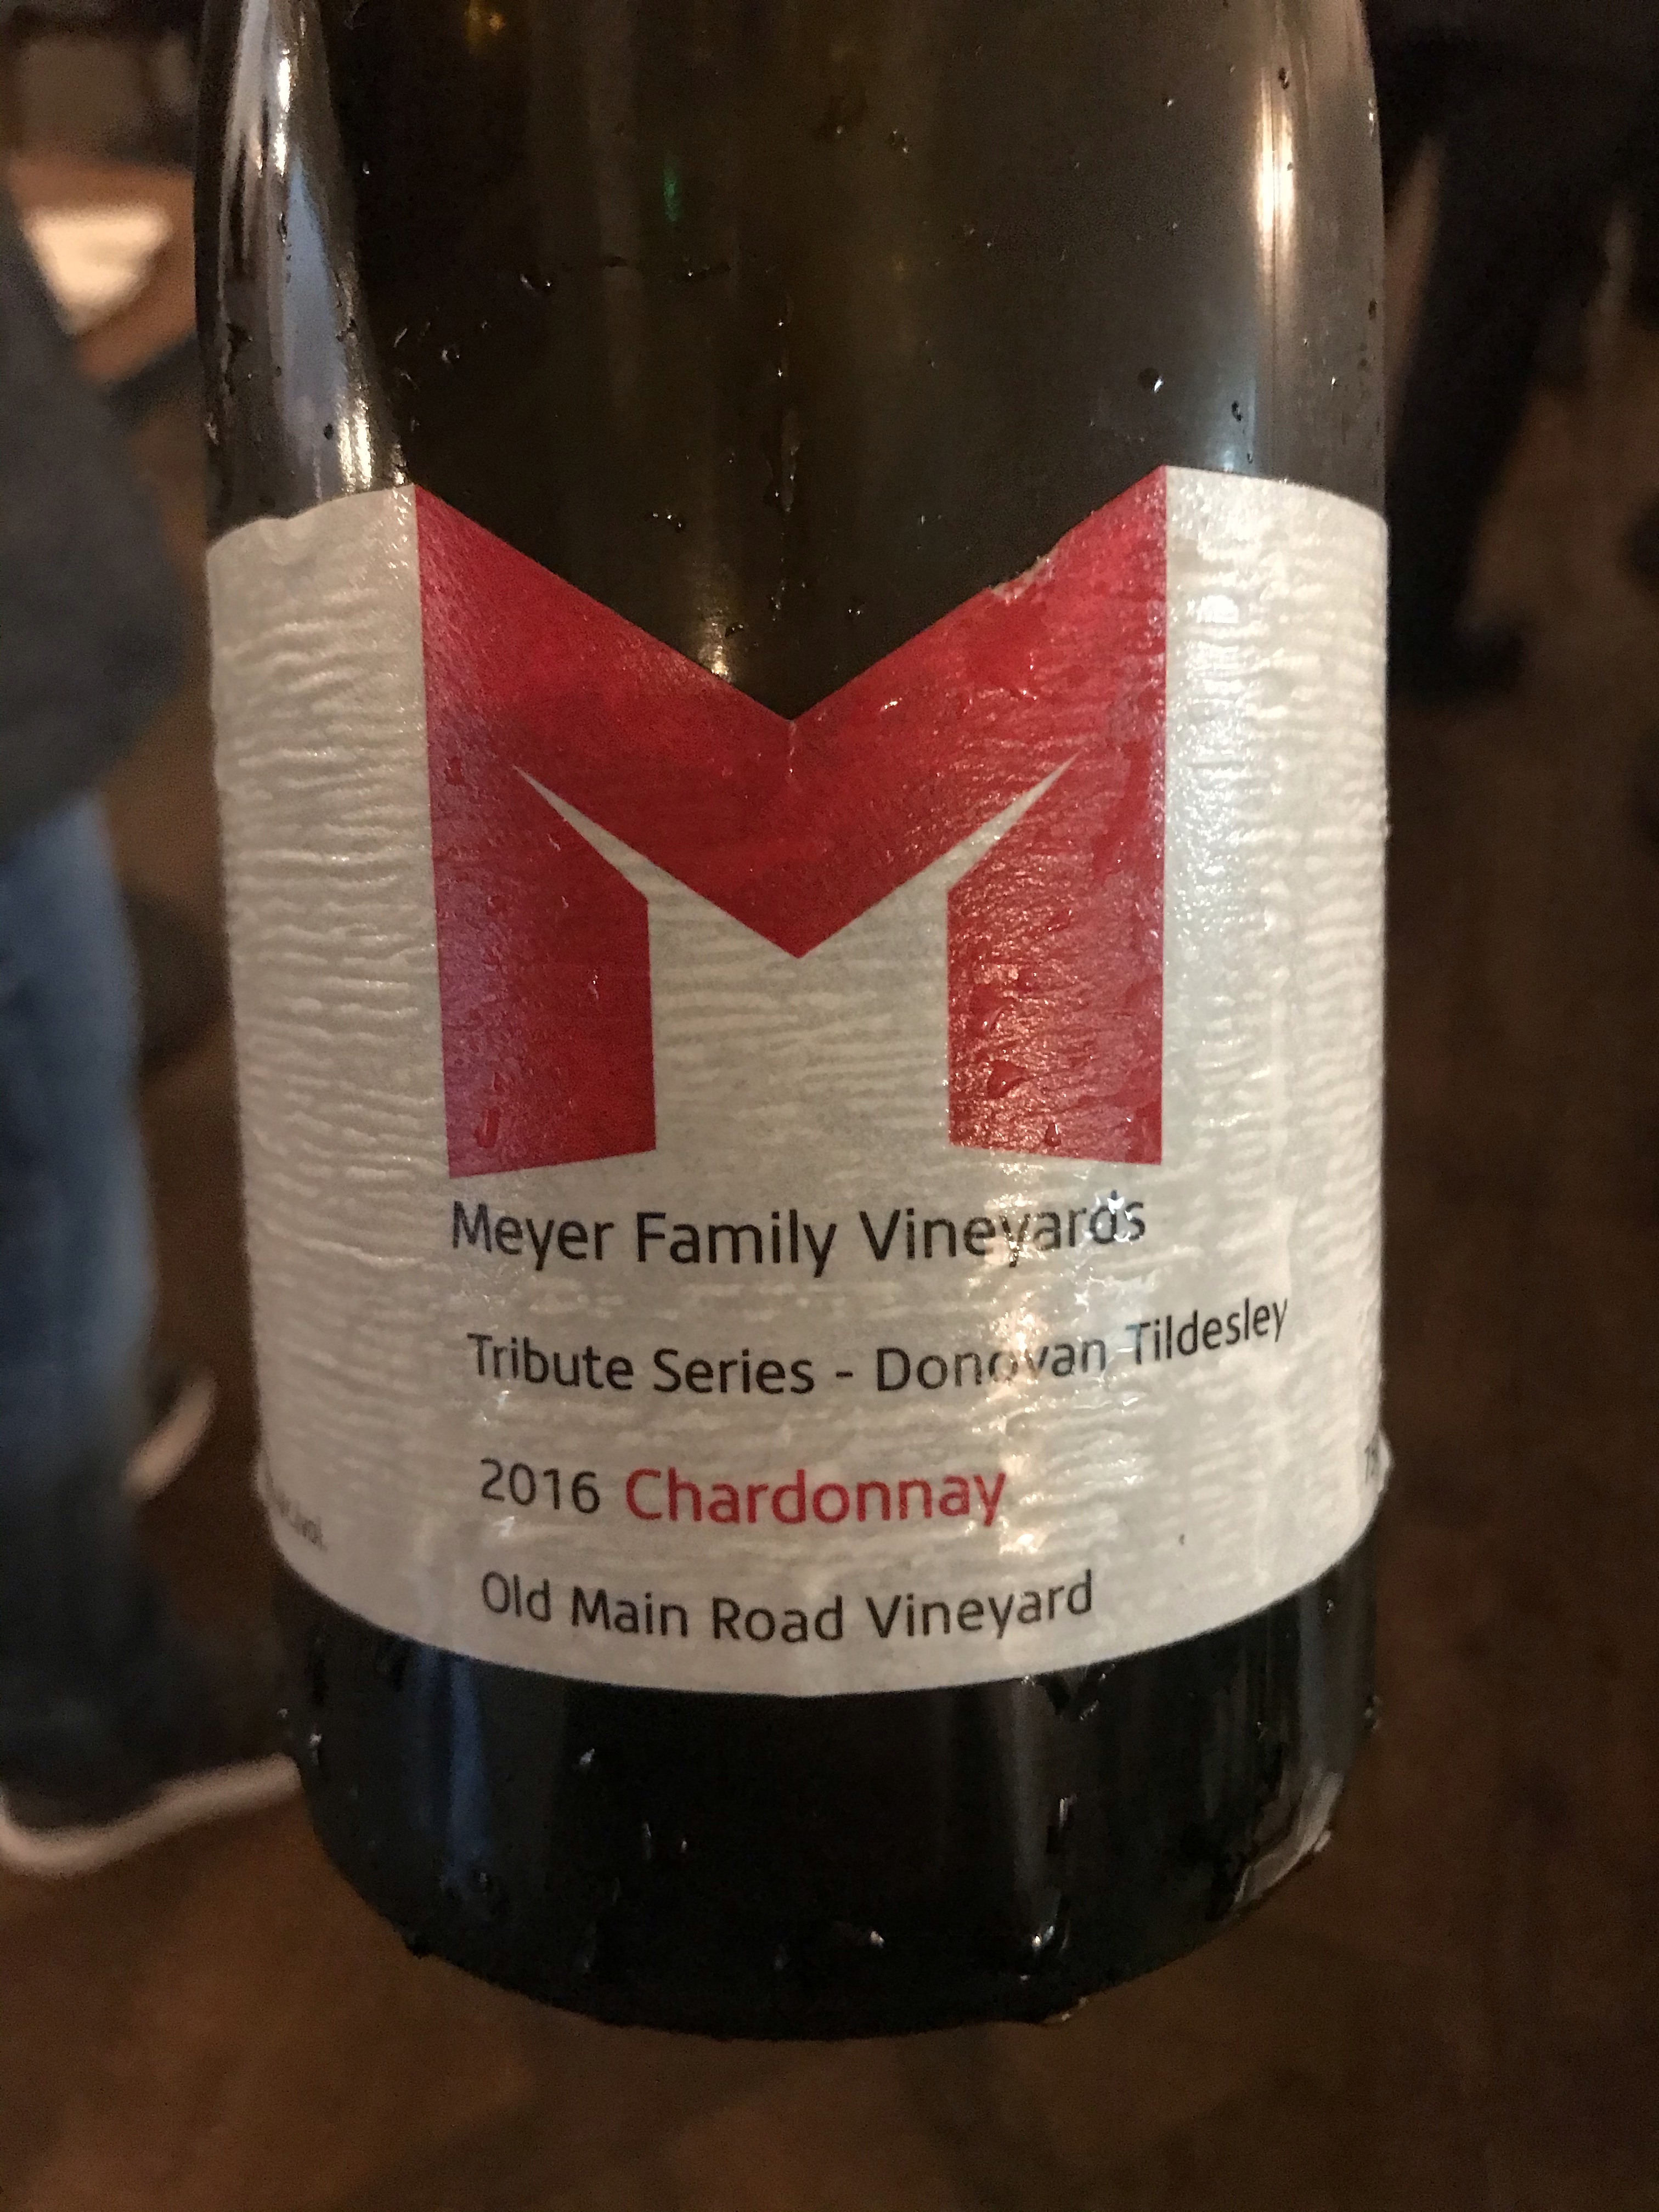 M
Meyer Family Vineyards
Tribute Series - Donovan Tildesley
2016 Chardonnay
Old Main Road Vineyard